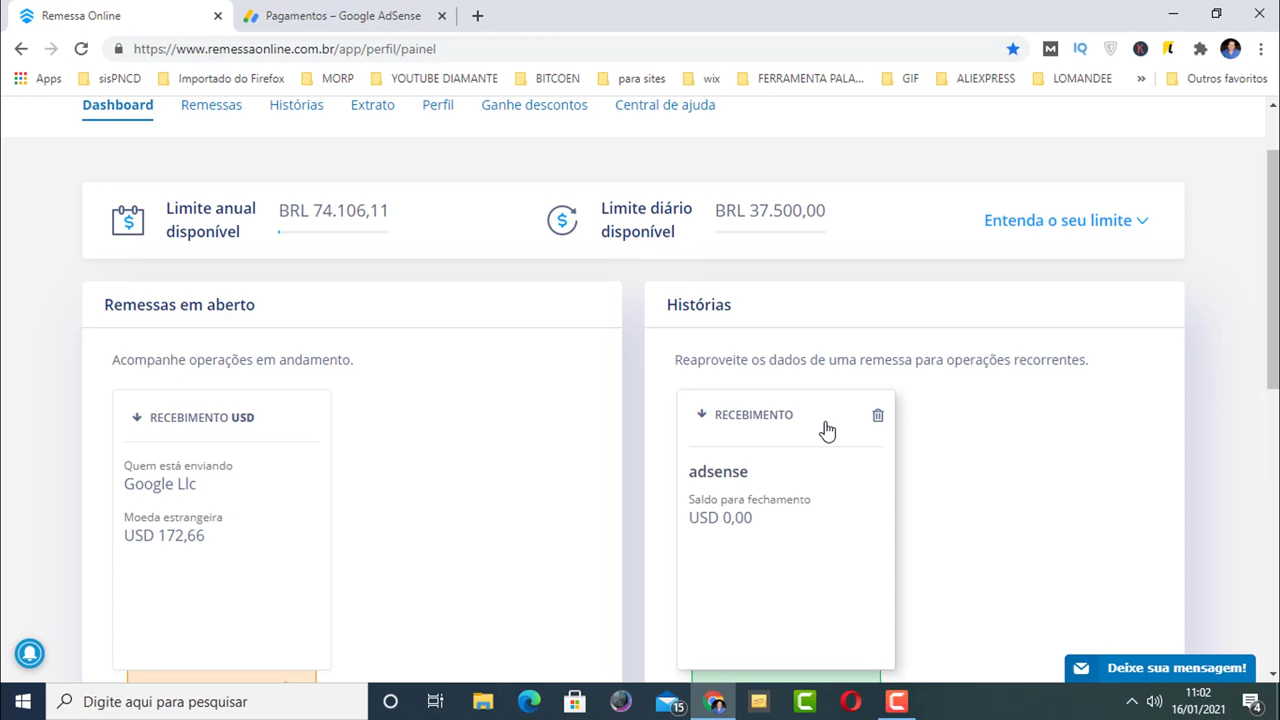 Remessa Online
Pagamentos – Google AdSense
https://www.remessaonline.com.br/app/perfil/painel
Apps
sisPNCD
Importado do Firefox
MORP
YOUTUBE DIAMANTE
BITCOEN
para sites
wix
FERRAMENTA PALA...
GIF
ALIEXPRESS
LOMANDEE
»
Outros favoritos
Dashboard
Remessas
Histórias
Extrato
Perfil
Ganhe descontos
Central de ajuda
Limite anual
disponível
BRL 74.106,11
Limite diário
disponível
BRL 37.500,00
Entenda o seu limite
Remessas em aberto
Acompanhe operações em andamento.
RECEBIMENTO USD
Quem está enviando
Google Llc
Moeda estrangeira
USD 172,66
Histórias
Reaproveite os dados de uma remessa para operações recorrentes.
RECEBIMENTO
adsense
Saldo para fechamento
USD 0,00
Deixe sua mensagem!
Digite aqui para pesquisar
15
11:02
16/01/2021
4